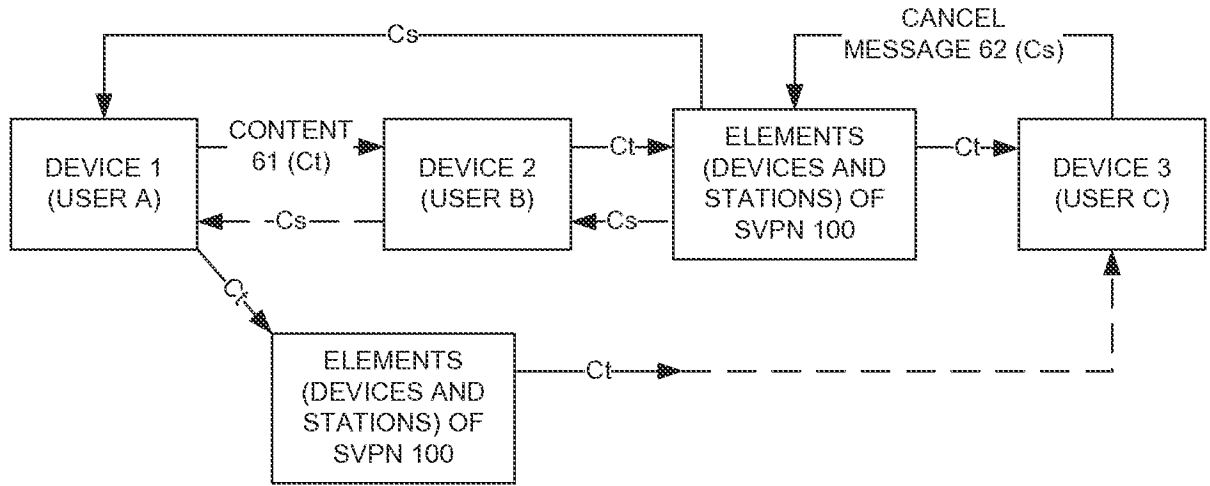 Cs
CANCEL
MESSAGE 62 (Cs)
DEVICE 1
(USER A)
CONTENT
61 (Ct)
DEVICE 2
(USER B)
Ct
ELEMENTS
(DEVICES AND
STATIONS) OF
SVPN 100
Ct
DEVICE 3
(USER C)
Cs
Cs
Ct
ELEMENTS
(DEVICES AND
STATIONS) OF
SVPN 100
Ct